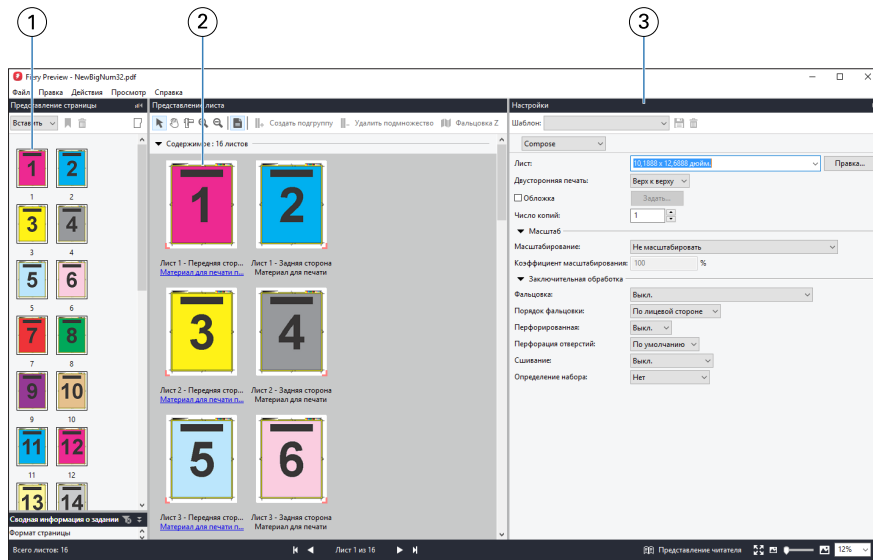 1 2 3
Fiery Preview - NewBigNum32.pdf
Файл Правка Действия Просмотр Справка
Представление страницы
Вставить
1 2
1 2
3 4
3 4
5 6
5 6
7 8
7 8
9 10
9 10
11 12
11 12
13 14
Сводная информация о задании
Формат страницы
Представление листа
Создать подгруппу Удалить подмножество Фальцовка Z
Содержимое : 16 листов
1 2
Лист 1 - Передняя стор... Лист 1 - Задняя сторона
Материал для печати п... Материал для печати
3 4
Лист 2 - Передняя стор... Лист 2 - Задняя сторона
Материал для печати п... Материал для печати
5 6
Лист 3 - Передняя стор... Лист 3 - Задняя сторона
Материал для печати п... Материал для печати
Настройки
Шаблон:
Compose
Лист: 10,1888 x 12,6888 дюйм. Правка...
Двусторонняя печать: Верх к верху
Обложка Задать...
Число копий: 1
Масштаб
Масштабирование: Не масштабировать
Коэффициент масштабирования: 100 %
Заключительная обработка
Фальцовка: Выкл.
Порядок фальцовки: По лицевой стороне
Перфорированная: Выкл.
Перфорация отверстий: По умолчанию
Сшивание: Выкл.
Определение набора: Нет
Всего листов: 16 Лист 1 из 16 Представление читателя 12%